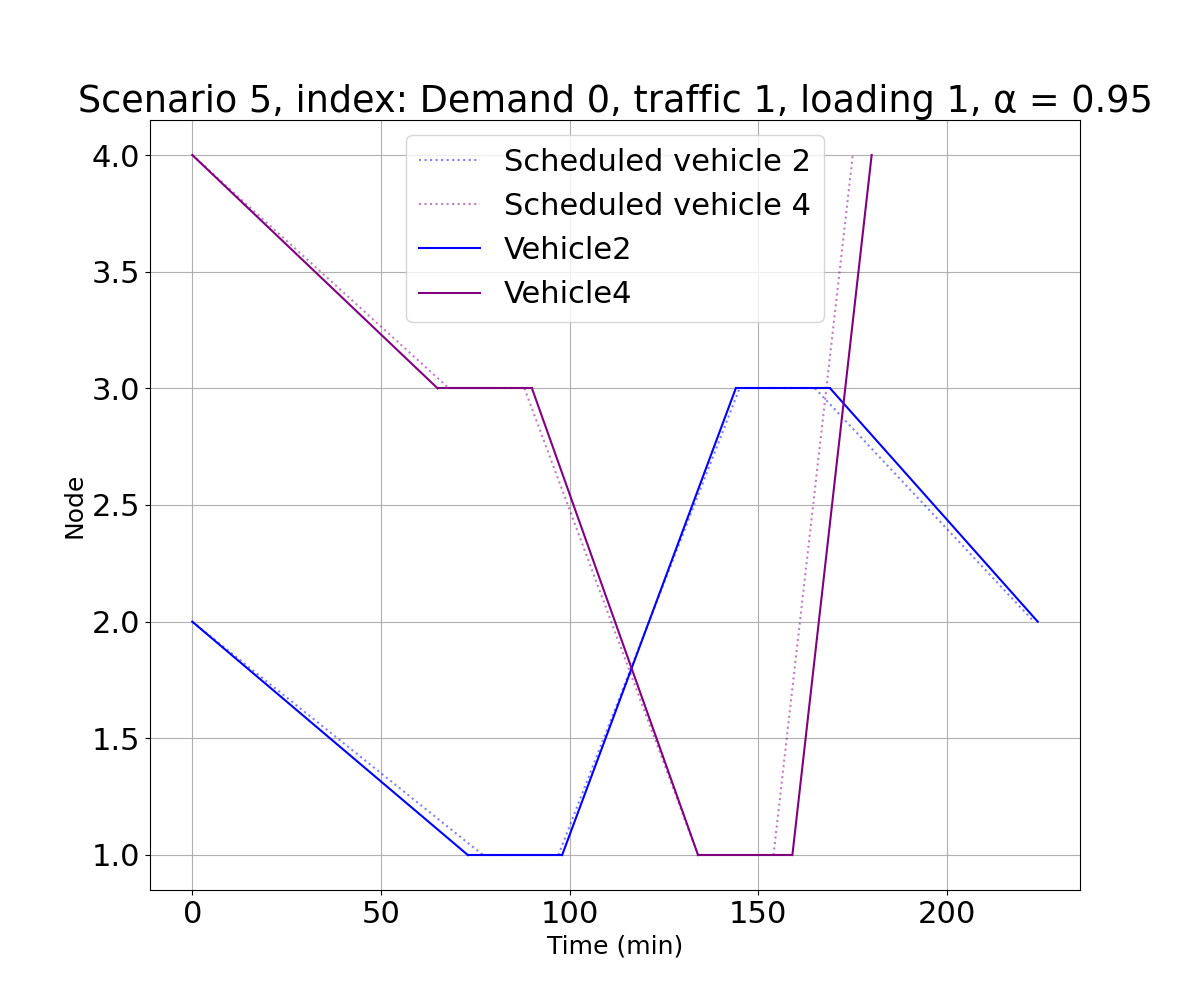 Scenario 5, index: Demand 0, traffic 1, loading 1, α = 0.95
Scheduled vehicle 2
Scheduled vehicle 4
Vehicle2
Vehicle4
4.0
3.5
3.0
2.5
2.0
1.5
1.0
Node
0 50 100 150 200
Time (min)